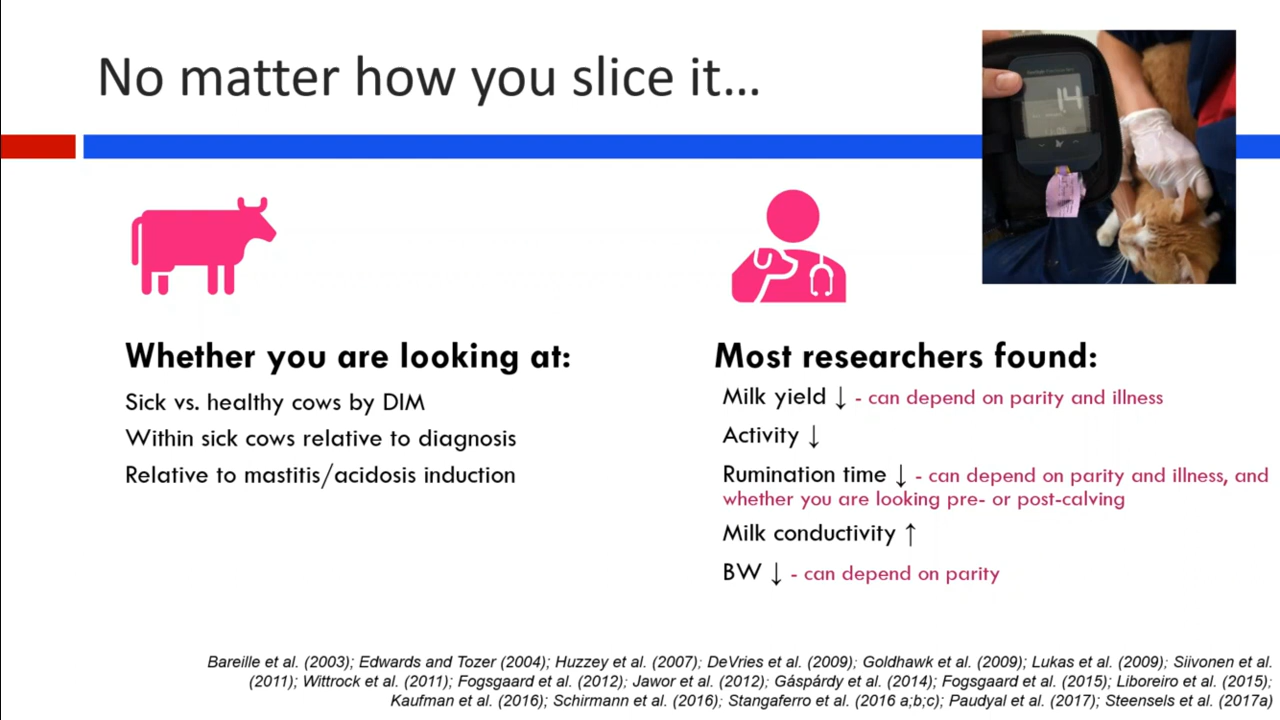 No matter how you slice it...
14
Whether you are looking at:
Sick vs. healthy cows by DIM
Within sick cows relative to diagnosis
Relative to mastitis/acidosis induction
Most researchers found:
Milk yield ↓ - can depend on parity and illness
Activity ↓
Rumination time ↓ - can depend on parity and illness, and
whether you are looking pre- or post-calving
Milk conductivity ↑
BW ↓ - can depend on parity
Bareille et al. (2003); Edwards and Tozer (2004); Huzzey et al. (2007); DeVries et al. (2009); Goldhawk et al. (2009); Lukas et al. (2009); Siivonen et al.
(2011); Wittrock et al. (2011); Fogsgaard et al. (2012); Jawor et al. (2012); Gáspárdy et al. (2014); Fogsgaard et al. (2015); Liboreiro et al. (2015);
Kaufman et al. (2016); Schirmann et al. (2016); Stangaferro et al. (2016 a;b;c); Paudyal et al. (2017); Steensels et al. (2017a)